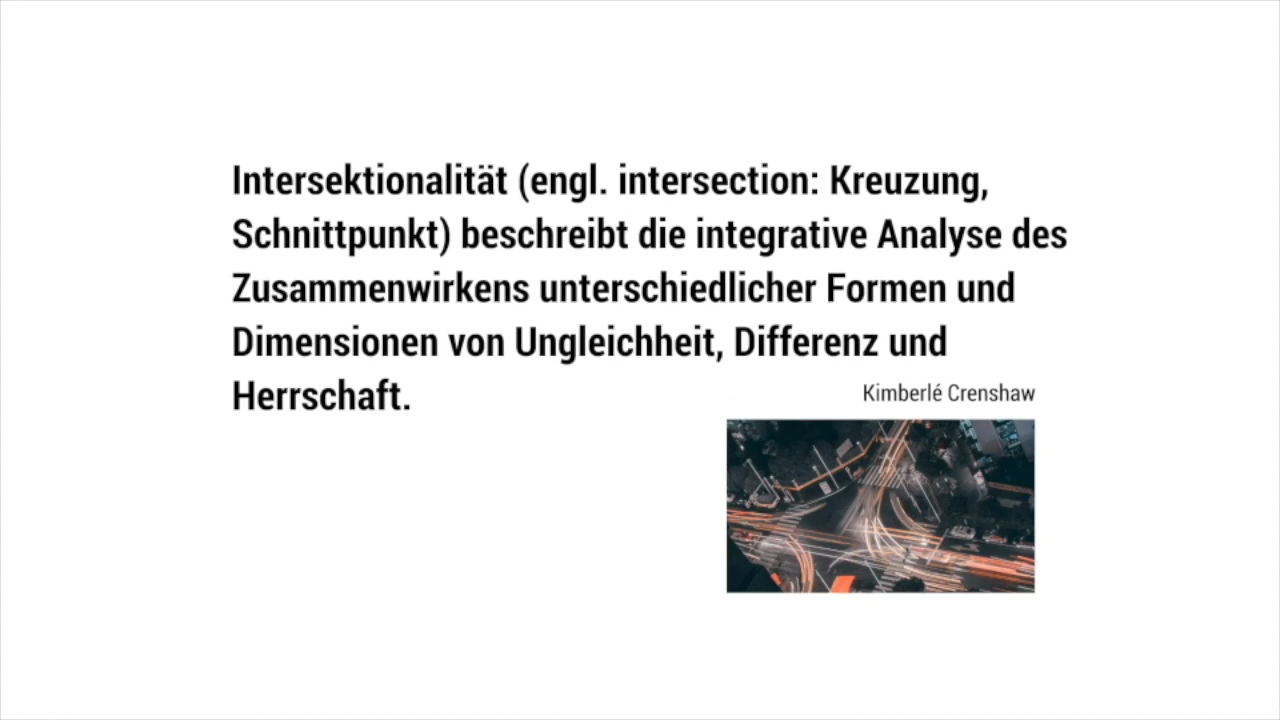 Intersektionalität (engl. intersection: Kreuzung,
Schnittpunkt) beschreibt die integrative Analyse des
Zusammenwirkens unterschiedlicher Formen und
Dimensionen von Ungleichheit, Differenz und
Herrschaft.
Kimberlé Crenshaw